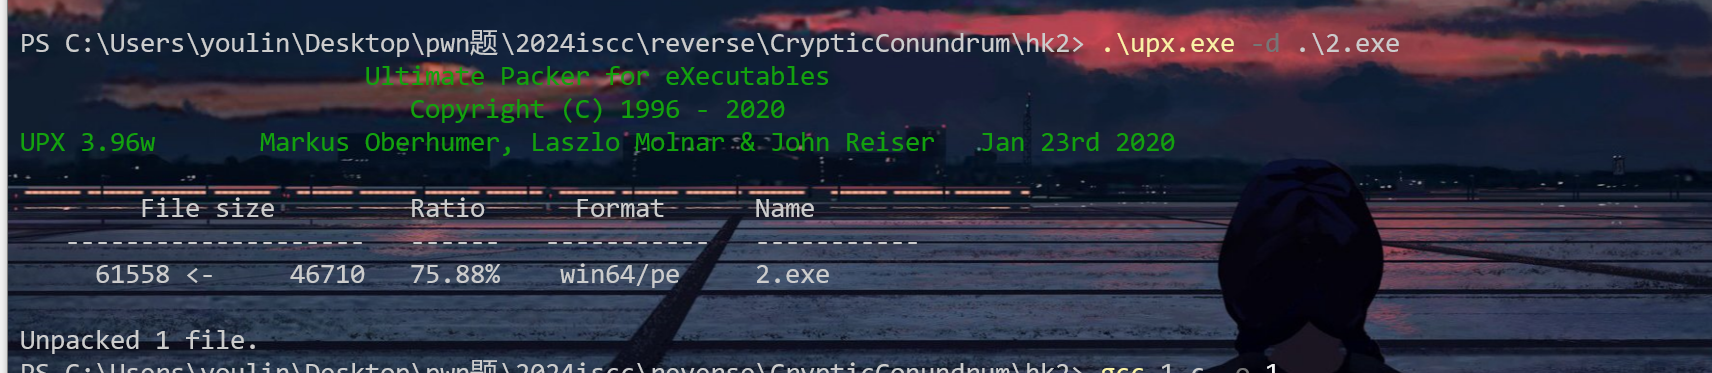 PS C:\Users\youlin\Desktop\pwn题\2024iscc\reverse\CrypticConundrum\hk2> .\upx.exe -d .\2.exe
Ultimate Packer for eXecutables
Copyright (C) 1996 - 2020
UPX 3.96w Markus Oberhumer, Laszlo Molnar & John Reiser Jan 23rd 2020
File size Ratio Format Name
-------------------- ------ ----------- -----------
61558 <- 46710 75.88% win64/pe 2.exe
Unpacked 1 file.
PS C:\Users\youlin\Desktop\pwn题\2024iscc\reverse\CrypticConundrum\hk2> gcc 1.c -o 1